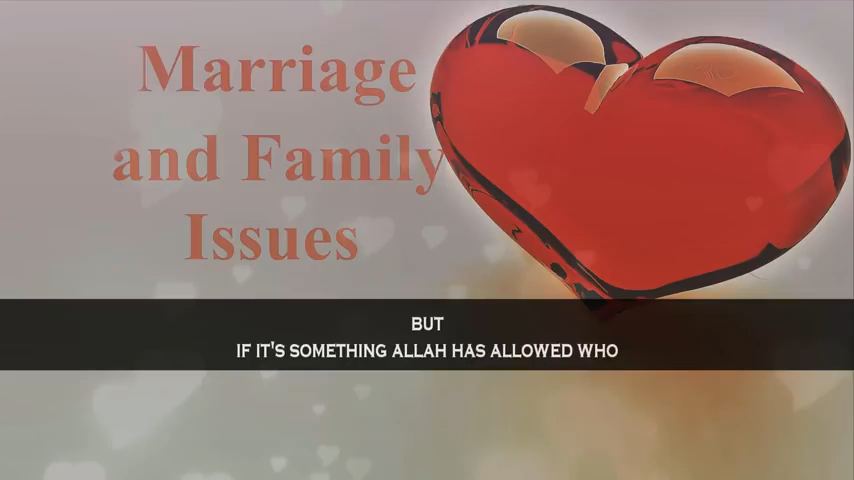 Marriage
and Family
Issues
BUT
IF IT'S SOMETHING ALLAH HAS ALLOWED WHO